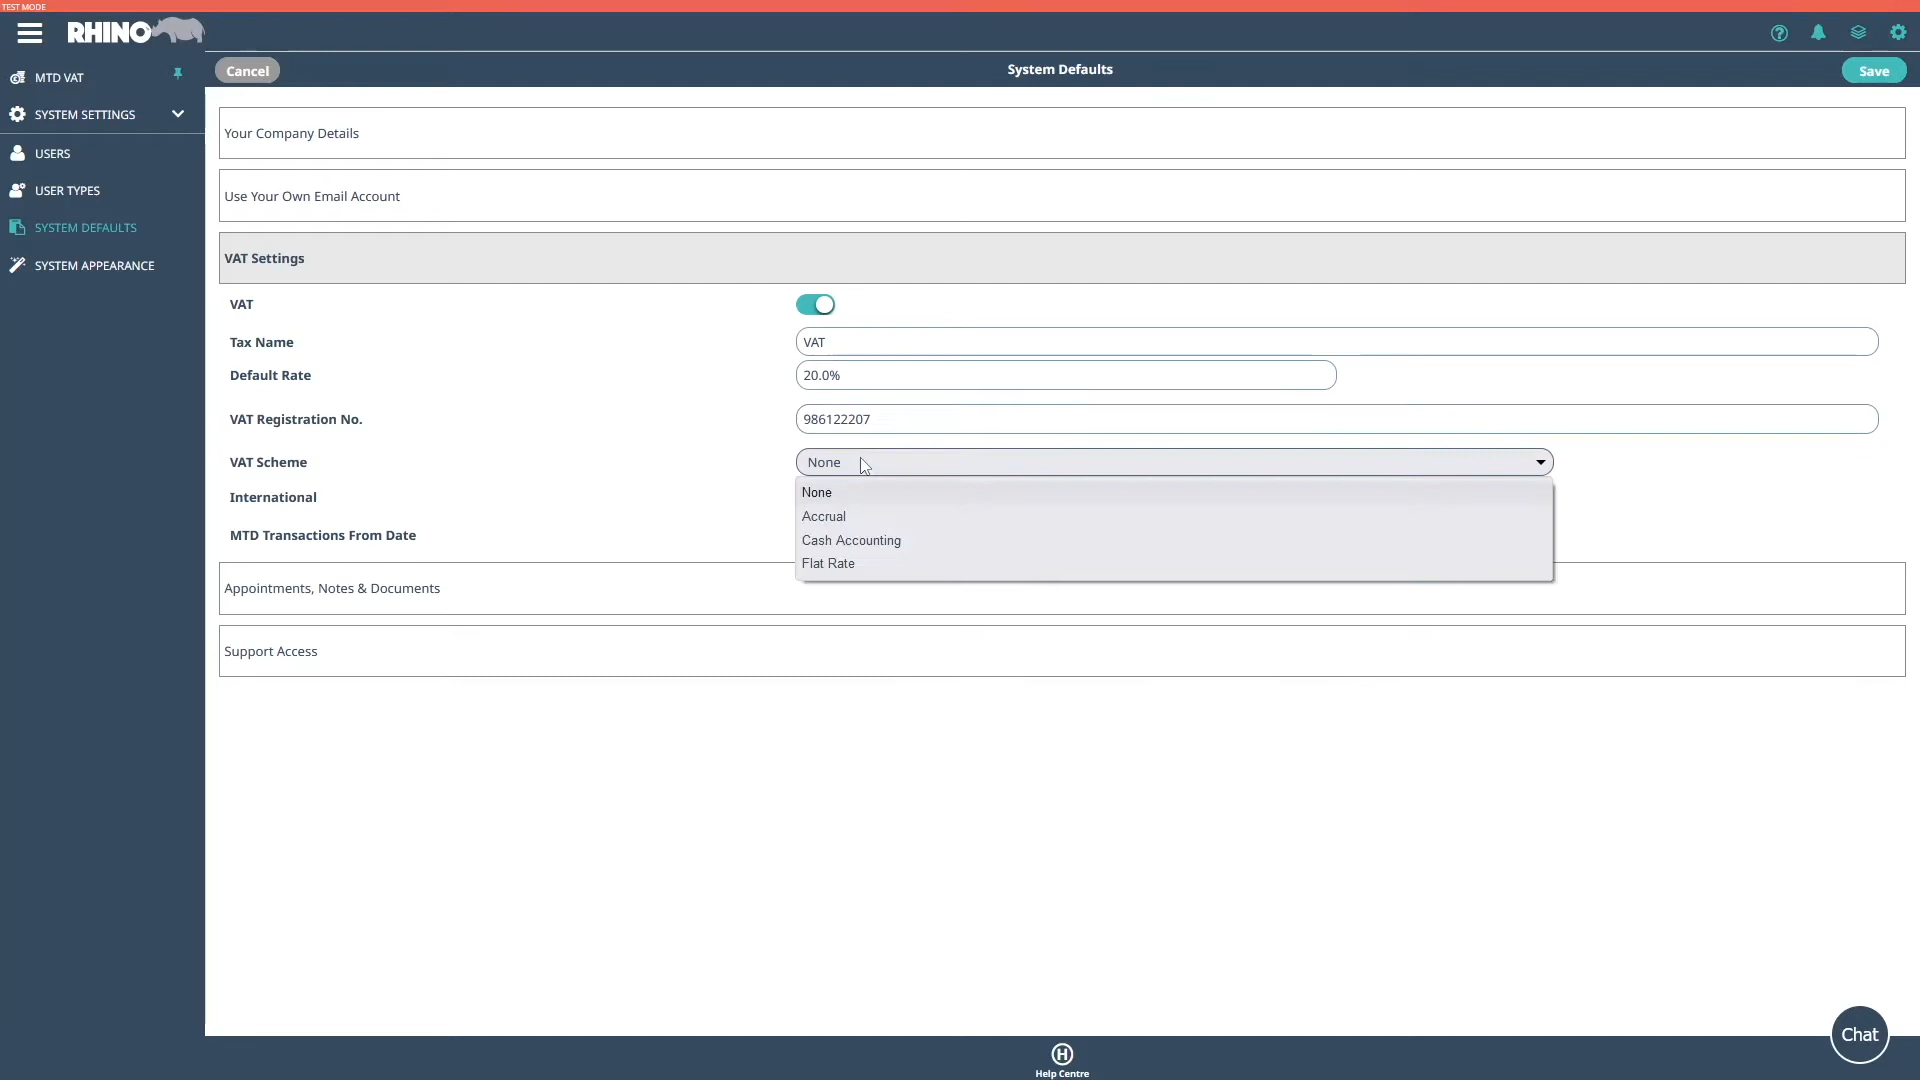 TEST MODE
RHINO
MTD VAT
Cancel
System Defaults
Save
SYSTEM SETTINGS
USERS
USER TYPES
SYSTEM DEFAULTS
SYSTEM APPEARANCE
Your Company Details
Use Your Own Email Account
VAT Settings
VAT
Tax Name
VAT
Default Rate
20.0%
VAT Registration No.
986122207
VAT Scheme
None
International
MTD Transactions From Date
None
Accrual
Cash Accounting
Flat Rate
Appointments, Notes & Documents
Support Access
Chat
H
Help Centre